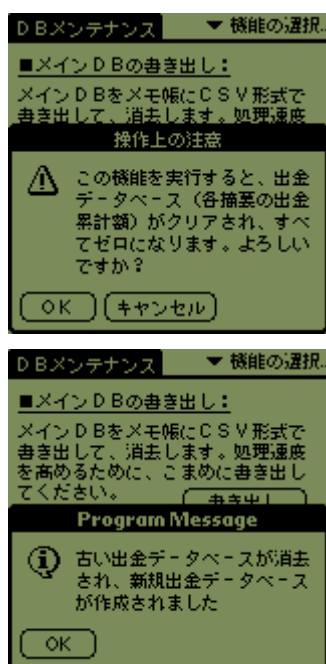 DBメンテナンス ▼機能の選択..
■メインDBの書き出し：
メインDBをメモ帳にCSV形式で
書き出して、消去します。処理速度
操作上の注意
この機能を実行すると、出金
データベース（各摘要の出金
累計額）がクリアされ、すべ
てゼロになります。よろしい
ですか？
OK キャンセル
DBメンテナンス ▼機能の選択..
■メインDBの書き出し：
メインDBをメモ帳にCSV形式で
書き出して、消去します。処理速度
を高めるために、こまめに書き出し
てください。 書き出し
Program Message
古い出金データベースが消去
され、新規出金データベース
が作成されました
OK